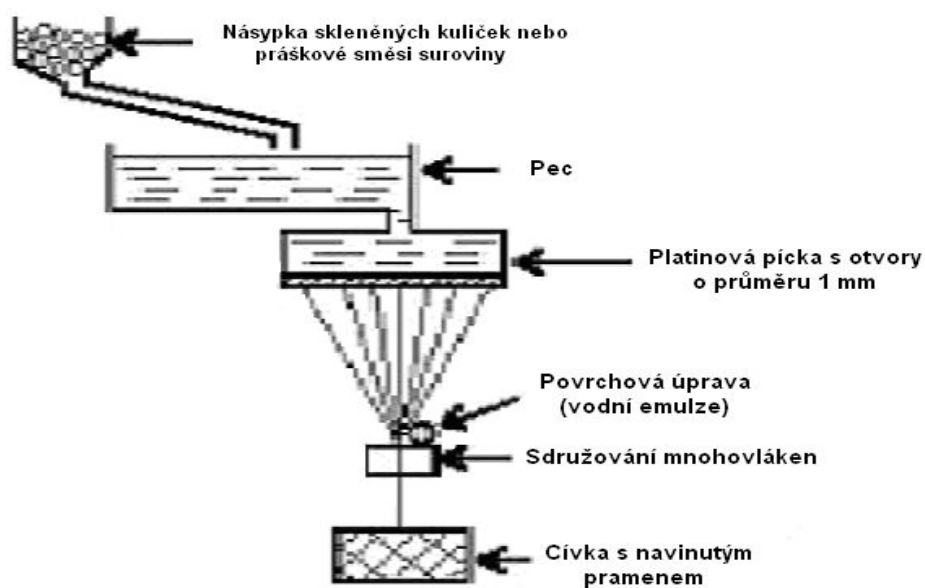 Násypka skleněných kuliček nebo
práškové směsi suroviny
Pec
Platinová pícka s otvory
o průměru 1 mm
Povrchová úprava
(vodní emulze)
Sdružování mnohovláken
Cívka s navinutým
pramenem